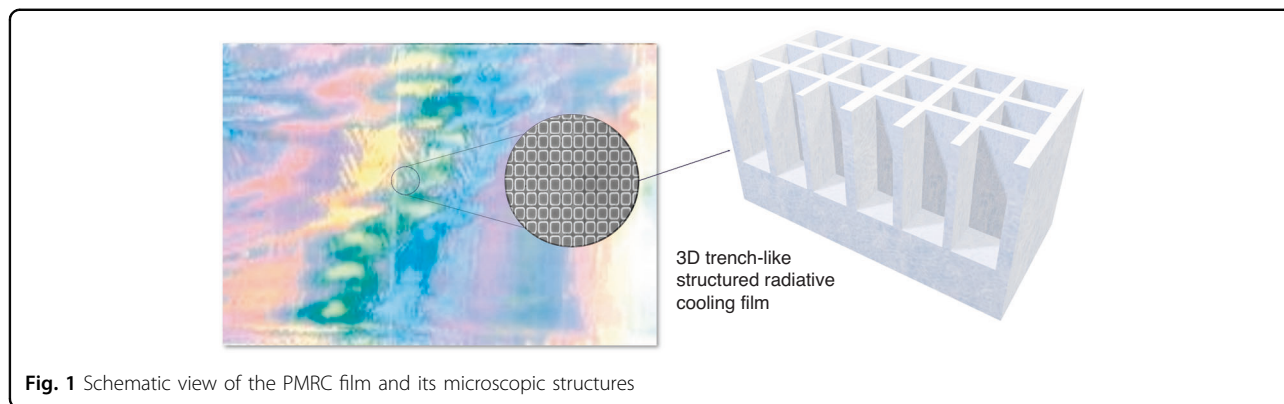 3D trench-like
structured radiative
cooling film
Fig. 1 Schematic view of the PMRC film and its microscopic structures